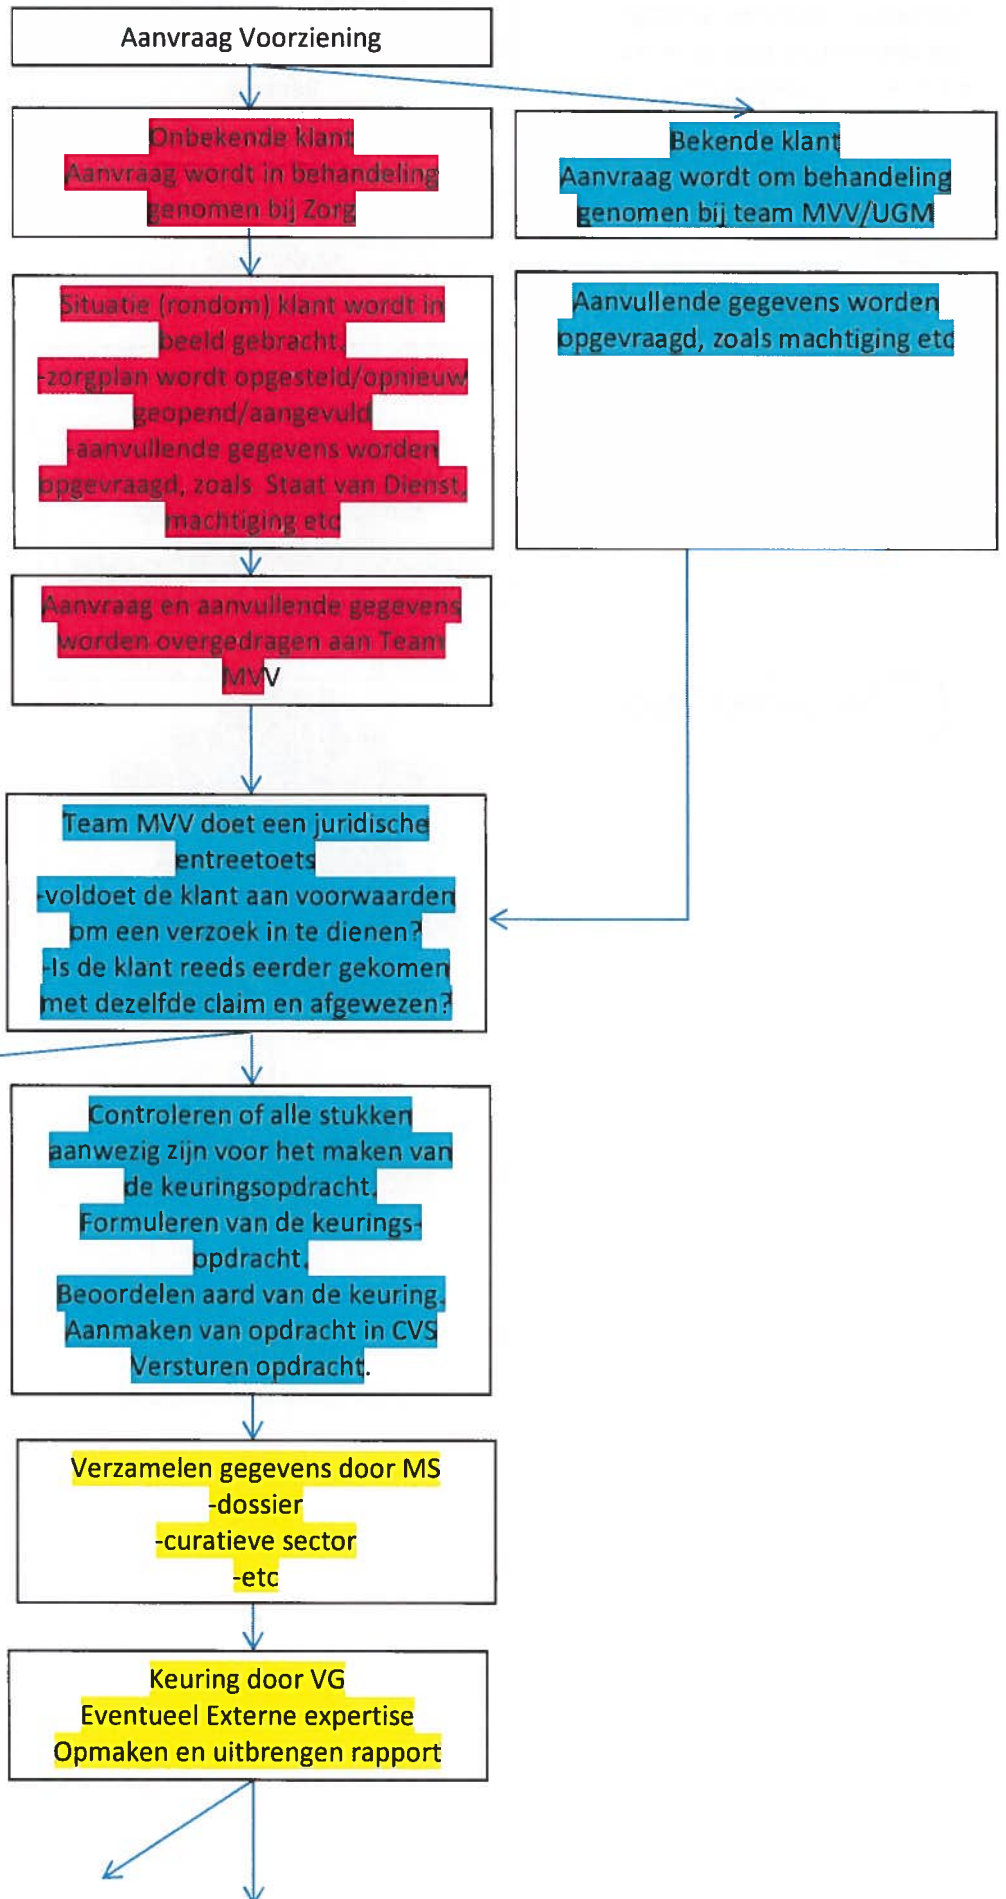 Aanvraag Voorziening
Onbekende klant
Aanvraag wordt in behandeling
genomen bij Zorg
Bekende klant
Aanvraag wordt om behandeling
genomen bij team MVV/UGM
Situatie (rondom) klant wordt in
beeld gebracht.
-zorgplan wordt opgesteld/opnieuw
geopend/aangevuld
-aanvullende gegevens worden
opgevraagd, zoals Staat van Dienst,
machtiging etc
Aanvullende gegevens worden
opgevraagd, zoals machtiging etc
Aanvraag en aanvullende gegevens
worden overgedragen aan Team
MVV
Team MVV doet een juridische
entreetoets
-voldoet de klant aan voorwaarden
om een verzoek in te dienen?
-Is de klant reeds eerder gekomen
met dezelfde claim en afgewezen?
Controleren of alle stukken
aanwezig zijn voor het maken van
de keuringsopdracht.
Formuleren van de keurings-
opdracht.
Beoordelen aard van de keuring.
Aanmaken van opdracht in CVS
Versturen opdracht.
Verzamelen gegevens door MS
-dossier
-curatieve sector
-etc
Keuring door VG
Eventueel Externe expertise
Opmaken en uitbrengen rapport